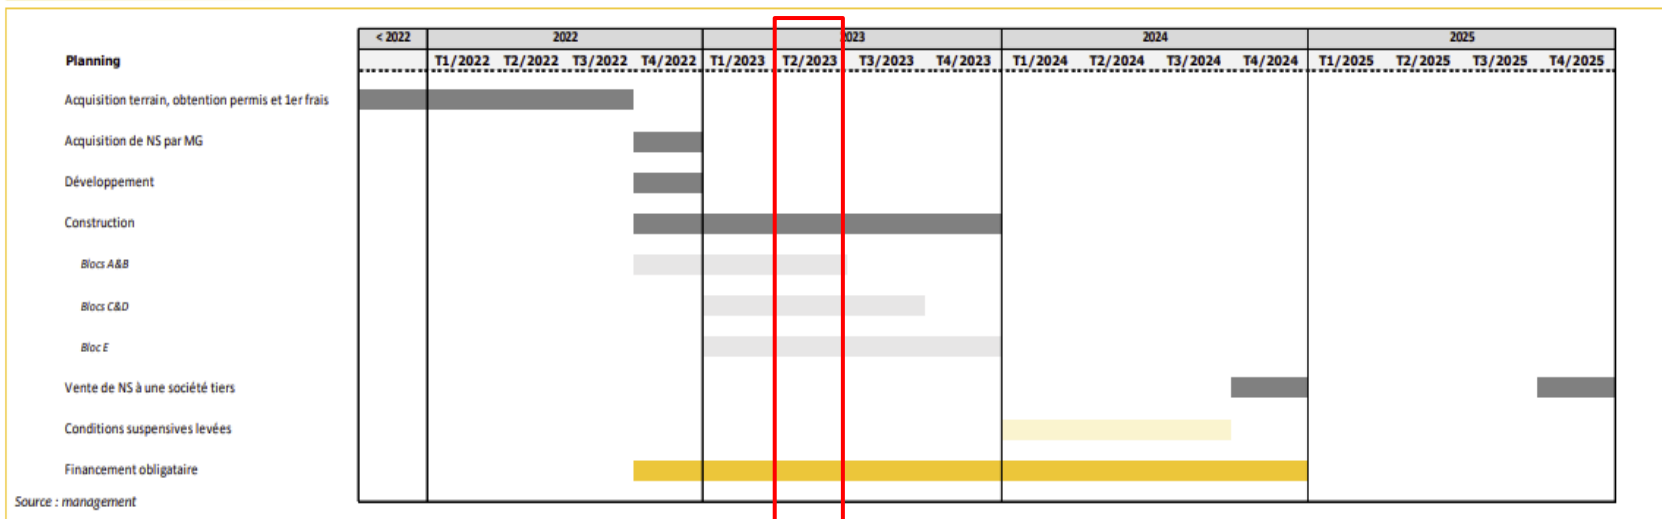 < 2022 2022 2023 2024 2025
Planning T1/2022 T2/2022 T3/2022 T4/2022 T1/2023 T2/2023 T3/2023 T4/2023 T1/2024 T2/2024 T3/2024 T4/2024 T1/2025 T2/2025 T3/2025 T4/2025
Acquisition terrain, obtention permis et 1er frais
Acquisition de NS par MG
Développement
Construction
Blocs A&B
Blocs C&D
Bloc E
Vente de NS à une société tiers
Conditions suspensives levées
Financement obligataire
Source : management